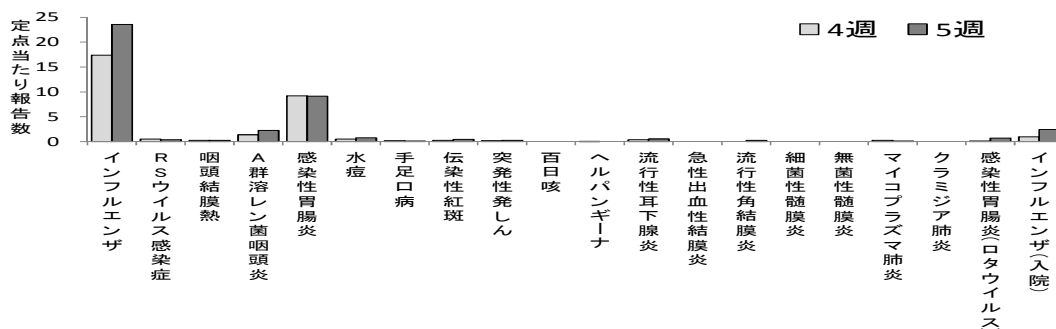 定点当たり報告数
25
20
15
10
5
0
4週
5週
インフルエンザ
RSウイルス感染症
咽頭結膜熱
A群溶レン菌咽頭炎
感染性胃腸炎
水痘
手足口病
伝染性紅斑
突発性発しん
百日咳
ヘルパンギーナ
流行性耳下腺炎
急性出血性結膜炎
流行性角結膜炎
細菌性髄膜炎
無菌性髄膜炎
マイコプラズマ肺炎
クラミジア肺炎
感染性胃腸炎(ロタウイルス)
インフルエンザ(入院)